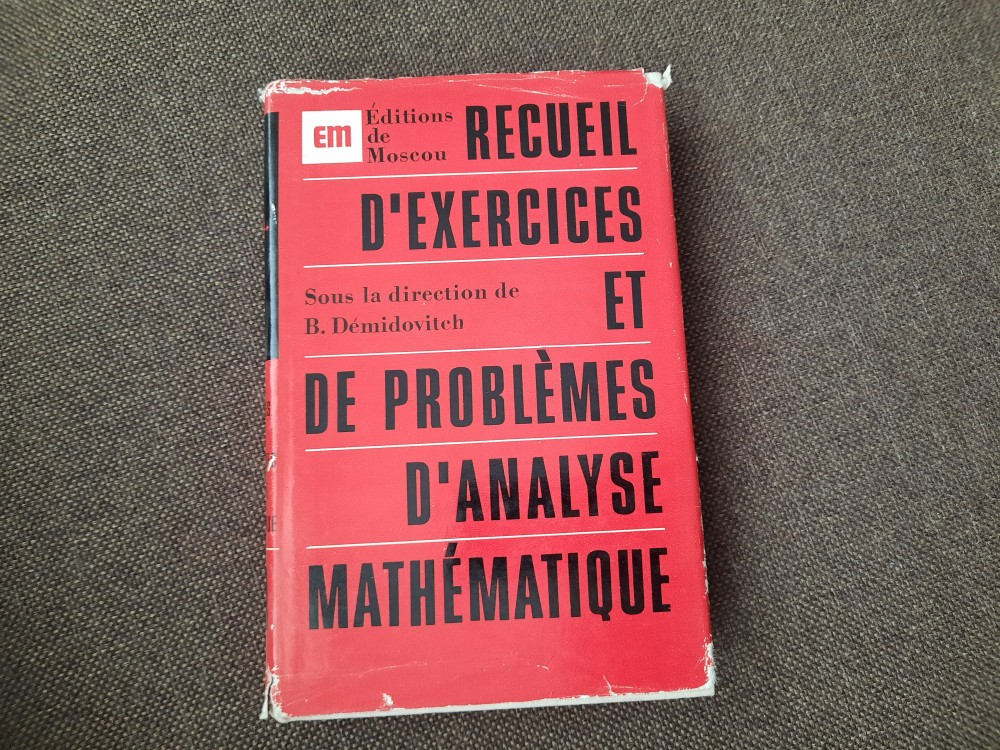 EM
Éditions
de
Moscou
RECUEIL
D'EXERCICES
Sous la direction de
B. Démidovitch
ET
DE PROBLÈMES
D'ANALYSE
MATHÉMATIQUE